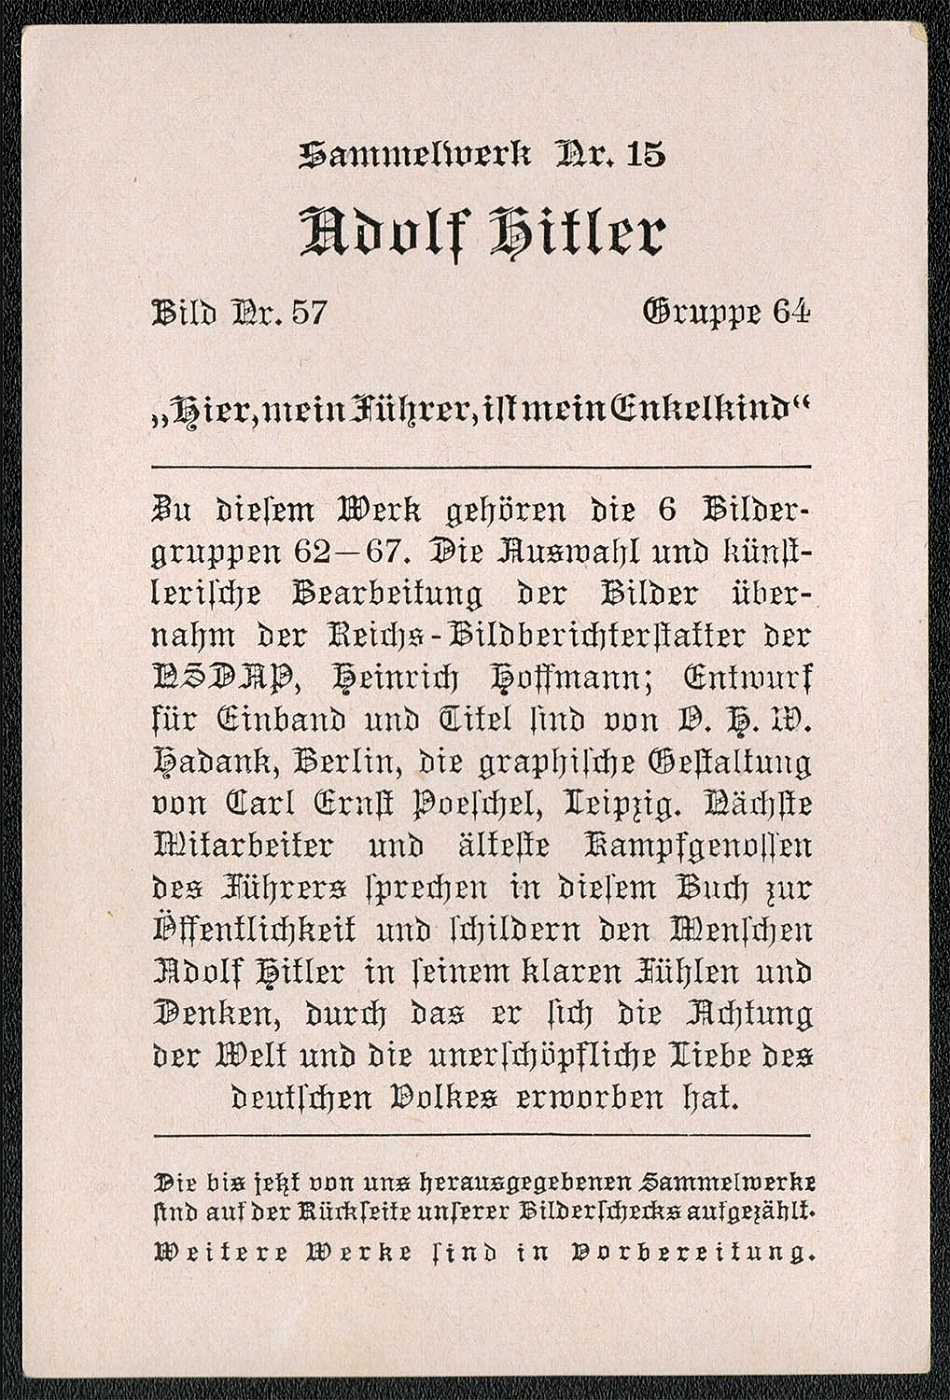 Sammelwerk Nr. 15
Adolf Hitler
Bild Nr. 57 Gruppe 64
„Hier, mein Führer, ist mein Enkelkind“
Zu diesem Werk gehören die 6 Bilder-
gruppen 62—67. Die Auswahl und künst-
lerische Bearbeitung der Bilder über-
nahm der Reichs-Bildberichterstatter der
NSDAP, Heinrich Hoffmann; Entwurf
für Einband und Titel sind von O. H. W.
Hadank, Berlin, die graphische Gestaltung
von Carl Ernst Poeschel, Leipzig. Nächste
Mitarbeiter und älteste Kampfgenossen
des Führers sprechen in diesem Buch zur
Öffentlichkeit und schildern den Menschen
Adolf Hitler in seinem klaren Fühlen und
Denken, durch das er sich die Achtung
der Welt und die unerschöpfliche Liebe des
deutschen Volkes erworben hat.
Die bis jetzt von uns herausgegebenen Sammelwerke
sind auf der Rückseite unserer Bilderschecks aufgezählt.
Weitere Werke sind in Vorbereitung.